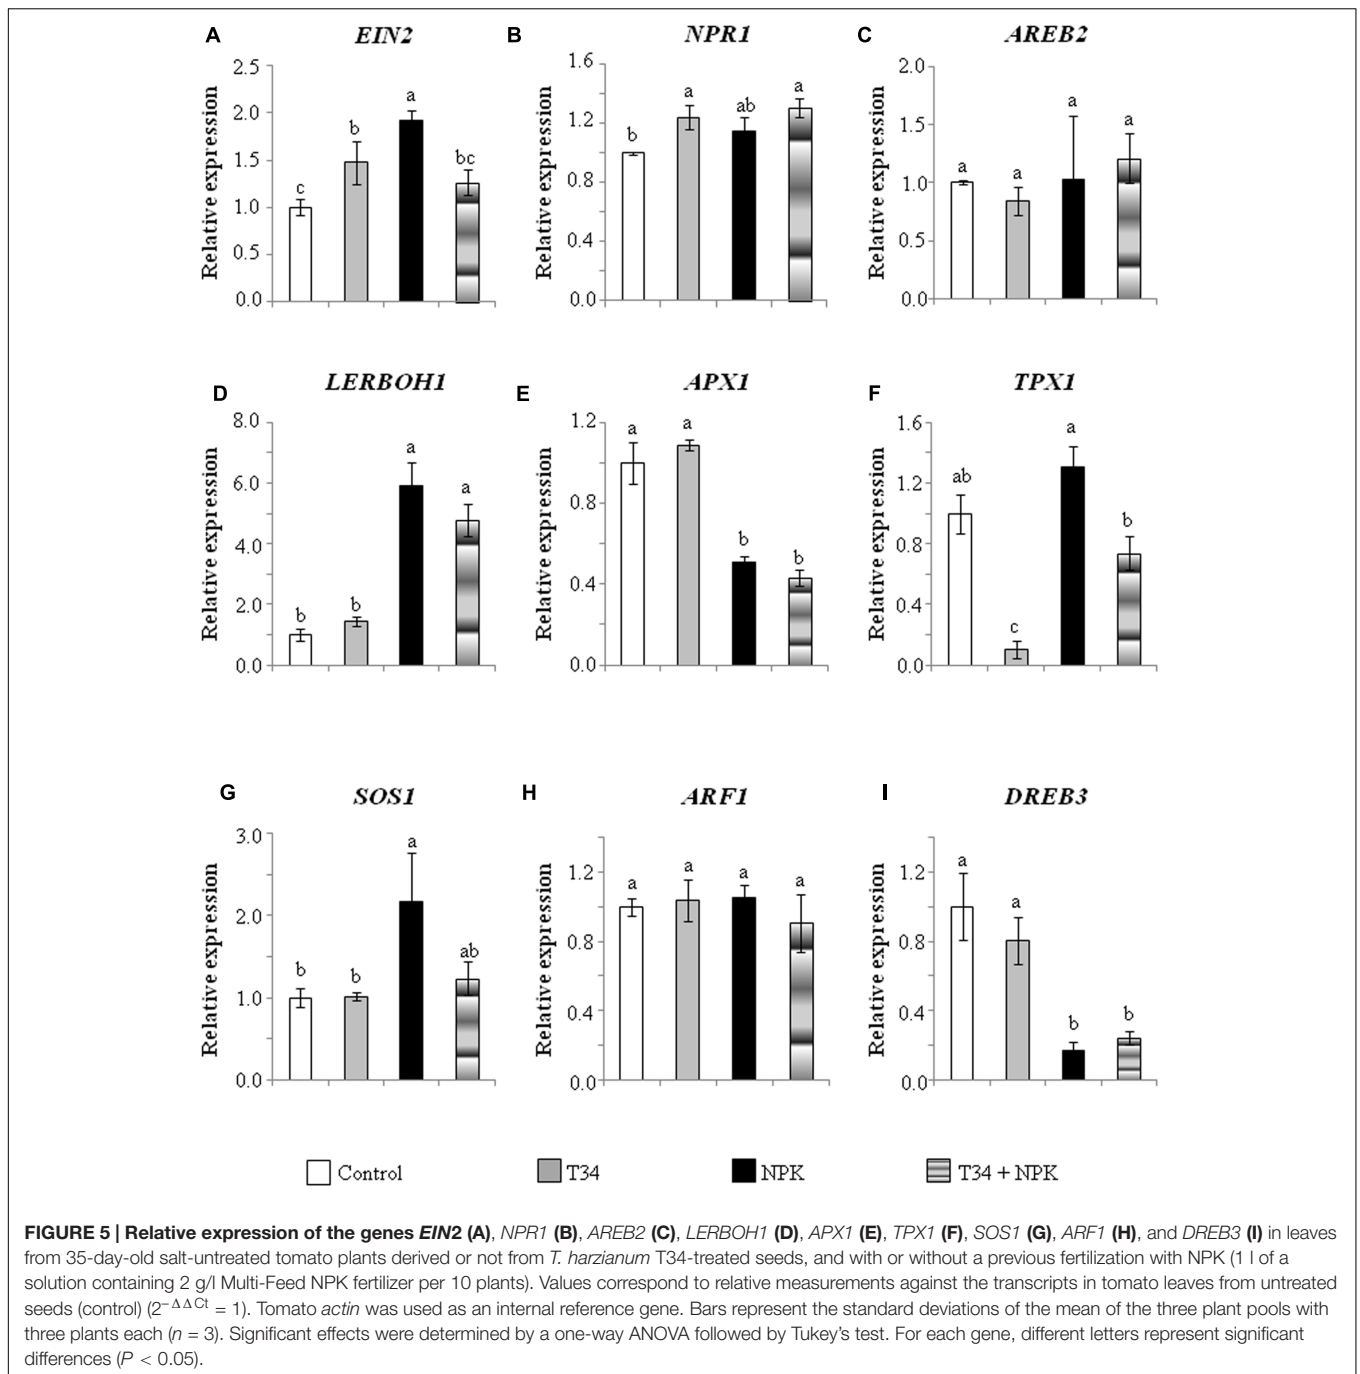 A EIN2
B NPR1
C AREB2
Relative expression
2.5
2.0
1.5
1.0
0.5
0.0
c
b
a
bc
Relative expression
1.6
1.2
0.8
0.4
0.0
b
a
ab
a
Relative expression
2.0
1.5
1.0
0.5
0.0
a
a
a
a
D LERBOH1
E APX1
F TPX1
Relative expression
8.0
6.0
4.0
2.0
0.0
b
b
a
a
Relative expression
1.2
0.8
0.4
0.0
a
a
b
b
Relative expression
1.6
1.2
0.8
0.4
0.0
ab
c
a
b
G SOS1
H ARF1
I DREB3
Relative expression
3.0
2.0
1.0
0.0
b
b
a
ab
Relative expression
1.2
0.8
0.4
0.0
a
a
a
a
Relative expression
1.2
0.8
0.4
0.0
a
a
b
b
Control T34 NPK T34 + NPK
FIGURE 5 | Relative expression of the genes EIN2 (A), NPR1 (B), AREB2 (C), LERBOH1 (D), APX1 (E), TPX1 (F), SOS1 (G), ARF1 (H), and DREB3 (I) in leaves
from 35-day-old salt-untreated tomato plants derived or not from T. harzianum T34-treated seeds, and with or without a previous fertilization with NPK (1 l of a
solution containing 2 g/l Multi-Feed NPK fertilizer per 10 plants). Values correspond to relative measurements against the transcripts in tomato leaves from untreated
seeds (control) (2−ΔΔCt = 1). Tomato actin was used as an internal reference gene. Bars represent the standard deviations of the mean of the three plant pools with
three plants each (n = 3). Significant effects were determined by a one-way ANOVA followed by Tukey's test. For each gene, different letters represent significant
differences (P < 0.05).